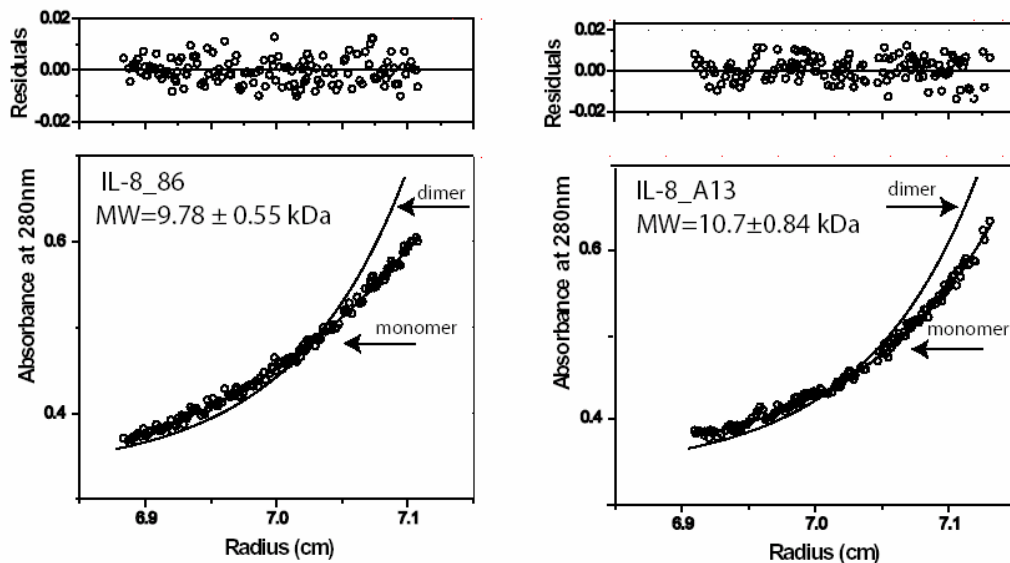 0.02
0.00
-0.02
Residuals
IL-8_86
MW=9.78 ± 0.55 kDa
dimer
monomer
0.6
0.4
Absorbance at 280nm
6.9
7.0
7.1
Radius (cm)
0.02
0.00
-0.02
Residuals
IL-8_A13
MW=10.7±0.84 kDa
dimer
monomer
0.6
0.4
Absorbance at 280nm
6.9
7.0
7.1
Radius (cm)